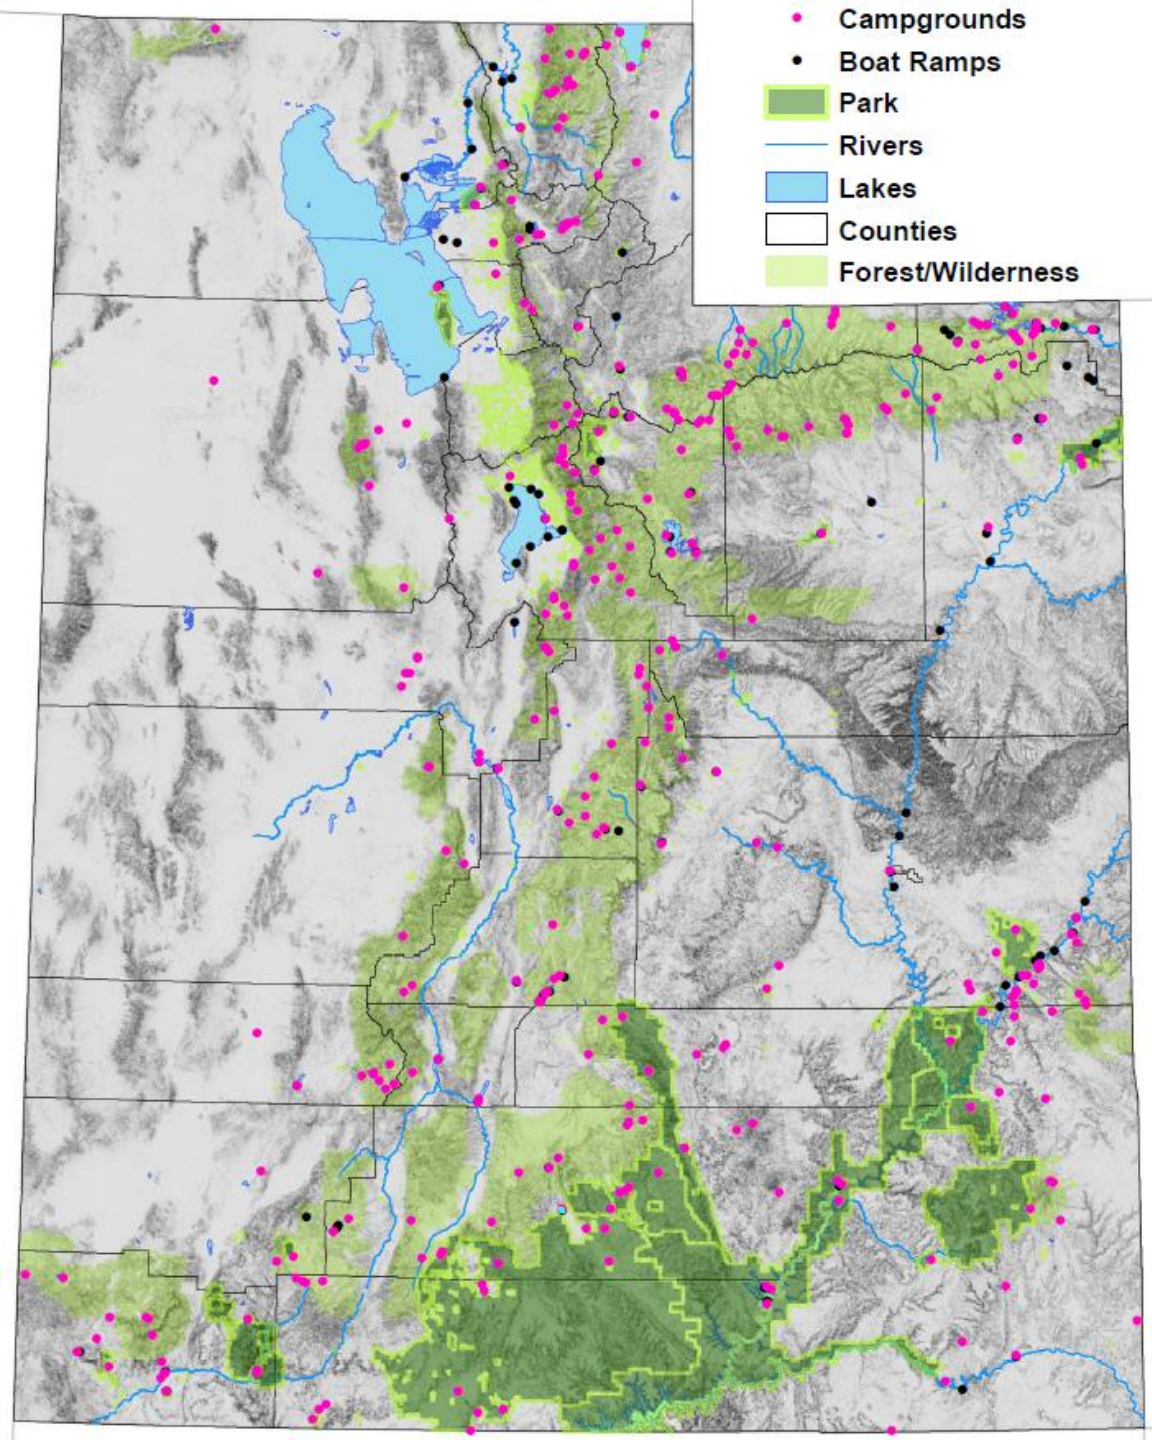 Campgrounds
Boat Ramps
Park
Rivers
Lakes
Counties
Forest/Wilderness